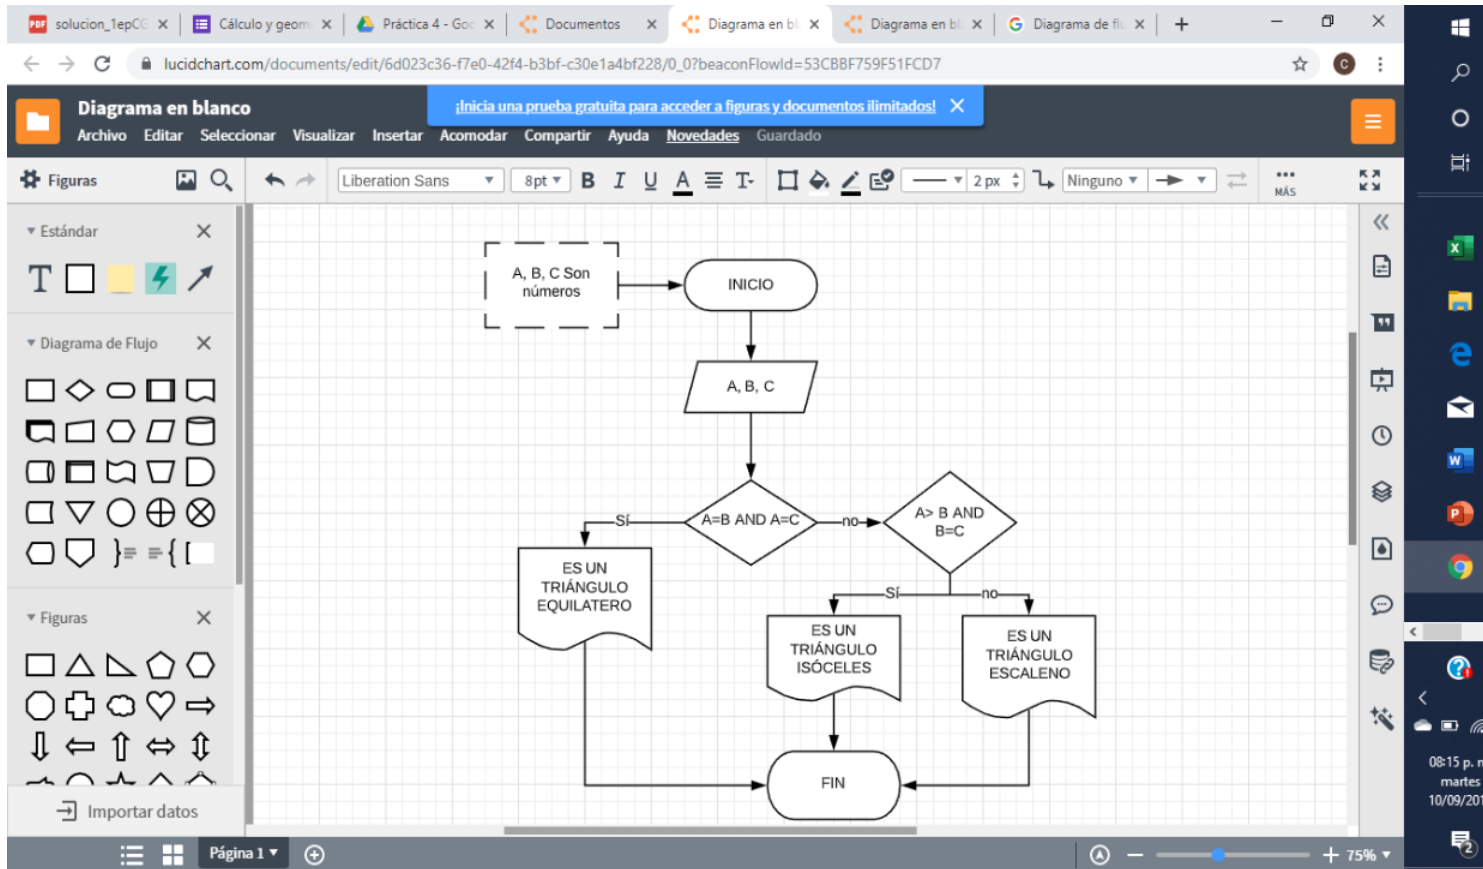 solucion_1epCG
Cálculo y geom
Práctica 4 - Goo
Documentos
Diagrama en bl
Diagrama en bl
Diagrama de flu
lucidchart.com/documents/edit/6d023c36-f7e0-42f4-b3bf-c30e1a4bf228/0_0?beaconFlowId=53CBBF759F51FCD7
C
Diagrama en blanco
¡Inicia una prueba gratuita para acceder a figuras y documentos ilimitados!
Archivo Editar Seleccionar Visualizar Insertar Acomodar Compartir Ayuda Novedades Guardado
Figuras
Liberation Sans
8pt
B I U A T
2 px
Ninguno
MÁS
Estándar
T
Diagrama de Flujo
Figuras
Importar datos
A, B, C Son
números
INICIO
A, B, C
A=B AND A=C
Sí
no
A> B AND
B=C
ES UN
TRIÁNGULO
EQUILATERO
Sí
no
ES UN
TRIÁNGULO
ISÓCELES
ES UN
TRIÁNGULO
ESCALENO
FIN
Página 1
75%
08:15 p. n
martes
10/09/201
2